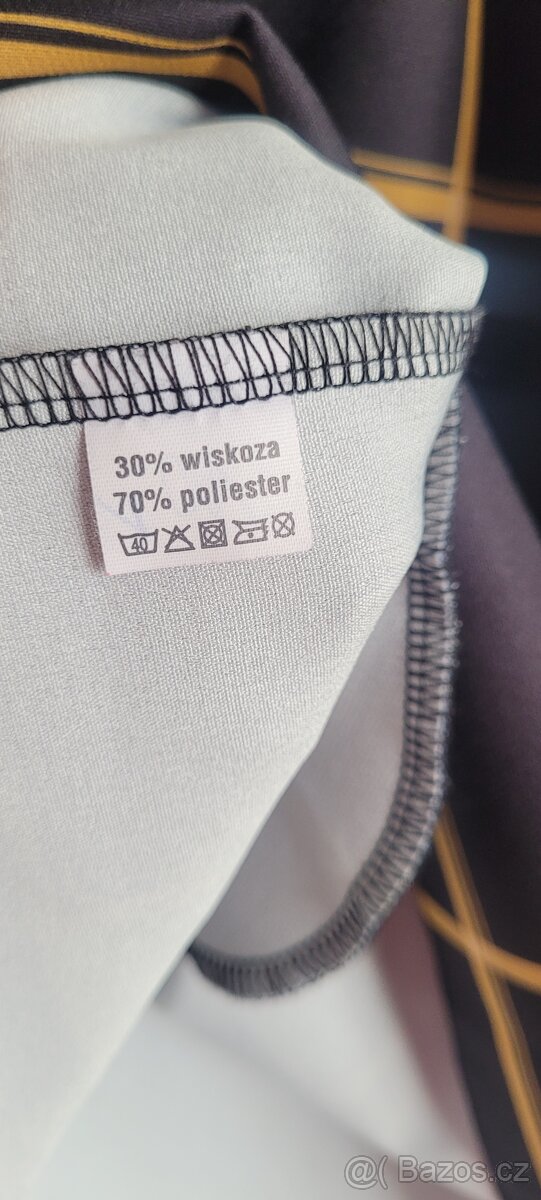 30% wiskoza
70% poliester
40
@( Bazos.cz